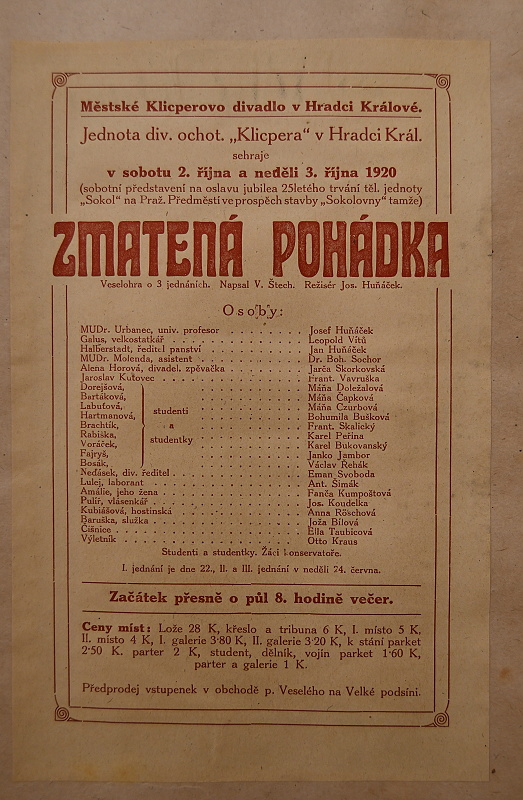 Městské Klicperovo divadlo v Hradci Králové.
Jednota div. ochot. „Klicpera" v Hradci Král.
sehraje
v sobotu 2. října a neděli 3. října 1920
(sobotní představení na oslavu jubilea 25letého trvání těl. jednoty
„Sokol" na Praž. Předměstí ve prospěch stavby „Sokolovny" tamže)
ZMATENÁ POHÁDKA
Veselohra o 3 jednáních. Napsal V. Štech. Režisér Jos. Huňáček.
Osoby:
MUDr. Urbanec, univ. profesor . . . . . . . . . Josef Huňáček
Galus, velkostatkář . . . . . . . . . Leopold Vítů
Halberstadt, ředitel panství . . . . . . . . . Jan Huňáček
MUDr. Molenda, asistent . . . . . . . . . Dr. Boh. Sochor
Alena Horová, divadel. zpěvačka . . . . . . . . . Jarča Skorkovská
Jaroslav Kutovec . . . . . . . . . Frant. Vavruška
Dorejšová, . . . . . . . . . Máňa Doležalová
Bartáková, . . . . . . . . . Máňa Čapková
Labuťová, studenti . . . . . . . . . Máňa Czurbová
Hartmanová, . . . . . . . . . Bohumila Bušková
Brachtík, a . . . . . . . . . Frant. Skalický
Rabiška, . . . . . . . . . Karel Peřina
Voráček, studentky . . . . . . . . . Karel Bukovanský
Fajryš, . . . . . . . . . Janko Jambor
Bosák, . . . . . . . . . Václav Řehák
Neďásek, div. ředitel . . . . . . . . . Eman Svoboda
Lulej, laborant . . . . . . . . . Ant. Šimák
Amálie, jeho žena . . . . . . . . . Fanča Kumpoštová
Pulíř, vlásenkář . . . . . . . . . Jos. Koudelka
Kubiášová, hostinská . . . . . . . . . Anna Röschová
Baruška, služka . . . . . . . . . Joža Bílová
Číšnice . . . . . . . . . Ella Taubicová
Výletník . . . . . . . . . Otto Kraus
Studenti a studentky. Žáci konservatoře.
I. jednání je dne 22., II. a III. jednání v neděli 24. června.
Začátek přesně o půl 8. hodině večer.
Ceny míst: Lože 28 K, křeslo a tribuna 6 K, I. místo 5 K,
II. místo 4 K, I. galerie 3·80 K, II. galerie 3·20 K, k stání parket
2·50 K. parter 2 K, student, dělník, vojín parket 1·60 K,
parter a galerie 1 K.
Předprodej vstupenek v obchodě p. Veselého na Velké podsíni.